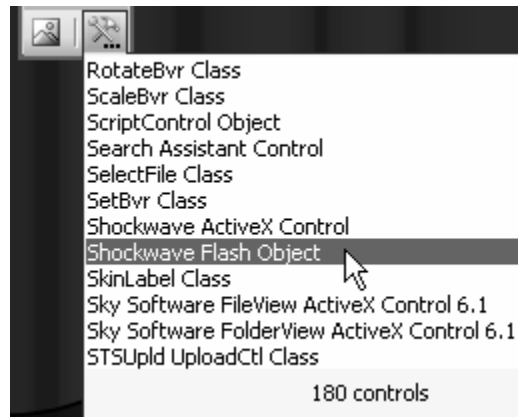 RotateBvr Class
ScaleBvr Class
ScriptControl Object
Search Assistant Control
SelectFile Class
SetBvr Class
Shockwave ActiveX Control
Shockwave Flash Object
SkinLabel Class
Sky Software FileView ActiveX Control 6.1
Sky Software FolderView ActiveX Control 6.1
STSUpld UploadCtl Class
180 controls